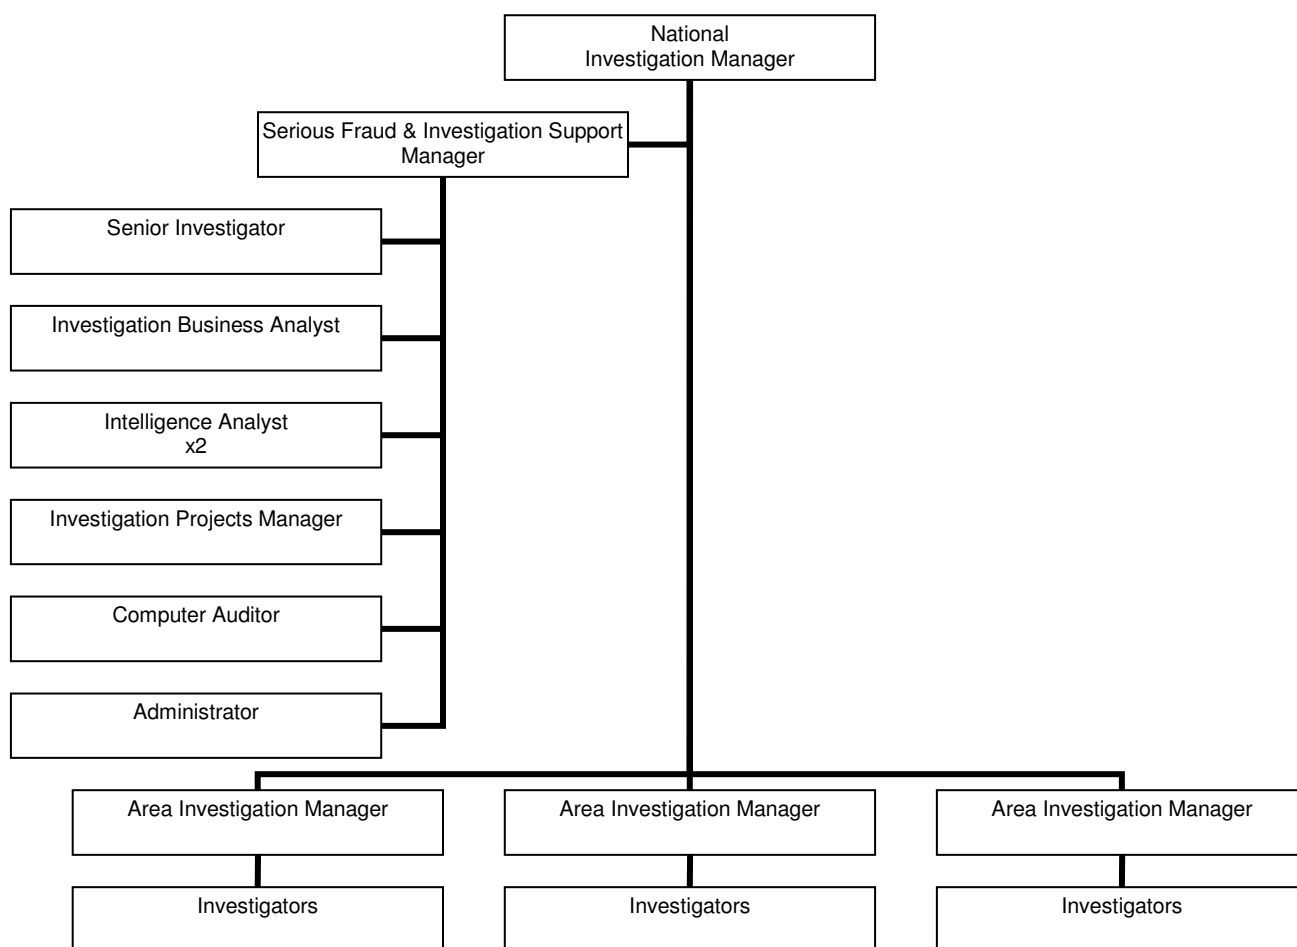 National
Investigation Manager
Serious Fraud & Investigation Support
Manager
Senior Investigator
Investigation Business Analyst
Intelligence Analyst
x2
Investigation Projects Manager
Computer Auditor
Administrator
Area Investigation Manager
Area Investigation Manager
Area Investigation Manager
Investigators
Investigators
Investigators